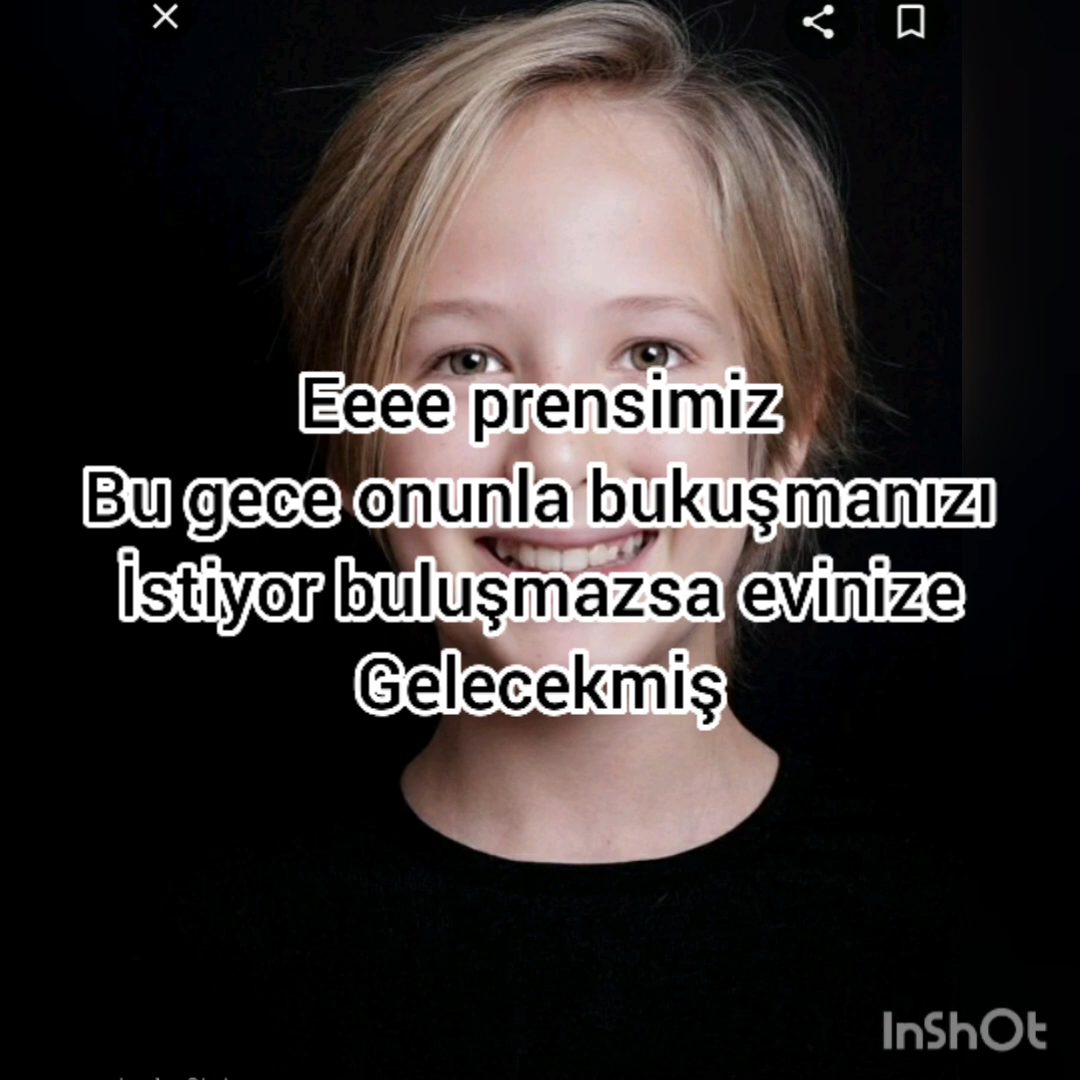 Eeee prensimiz
Bu gece onunla bukuşmanızı
İstiyor buluşmazsa evinize
Gelecekmiş
InShOt